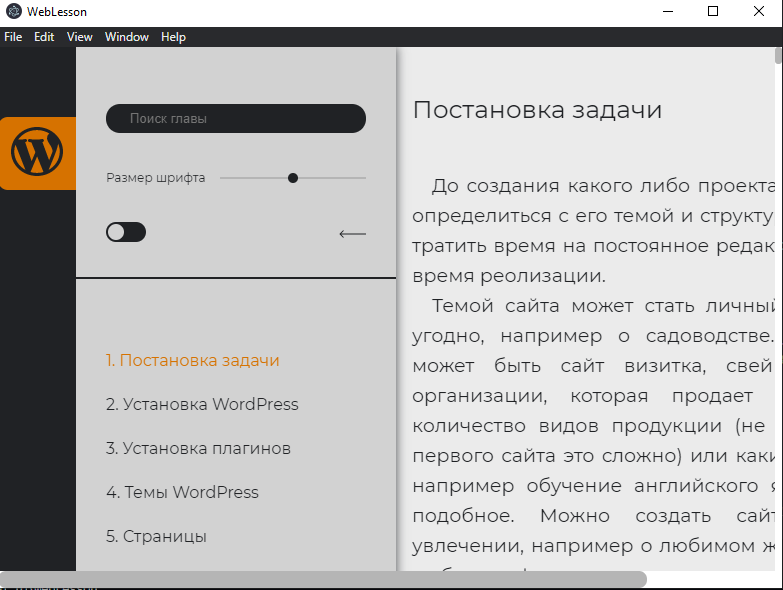 WebLesson
File Edit View Window Help
Поиск главы
Размер шрифта
1. Постановка задачи
2. Установка WordPress
3. Установка плагинов
4. Темы WordPress
5. Страницы
Постановка задачи
До создания какого либо проекта
определиться с его темой и структу
тратить время на постоянное редак
время реолизации.
Темой сайта может стать личный
угодно, например о садоводстве.
может быть сайт визитка, свей
организации, которая продает
количество видов продукции (не
первого сайта это сложно) или каки
например обучение английского я
подобное. Можно создать сайт
увлечении, например о любимом ж